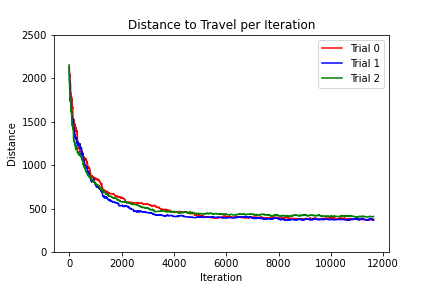 Distance to Travel per Iteration
Trial 0
Trial 1
Trial 2
2500
2000
1500
1000
500
0
Distance
0 2000 4000 6000 8000 10000 12000
Iteration